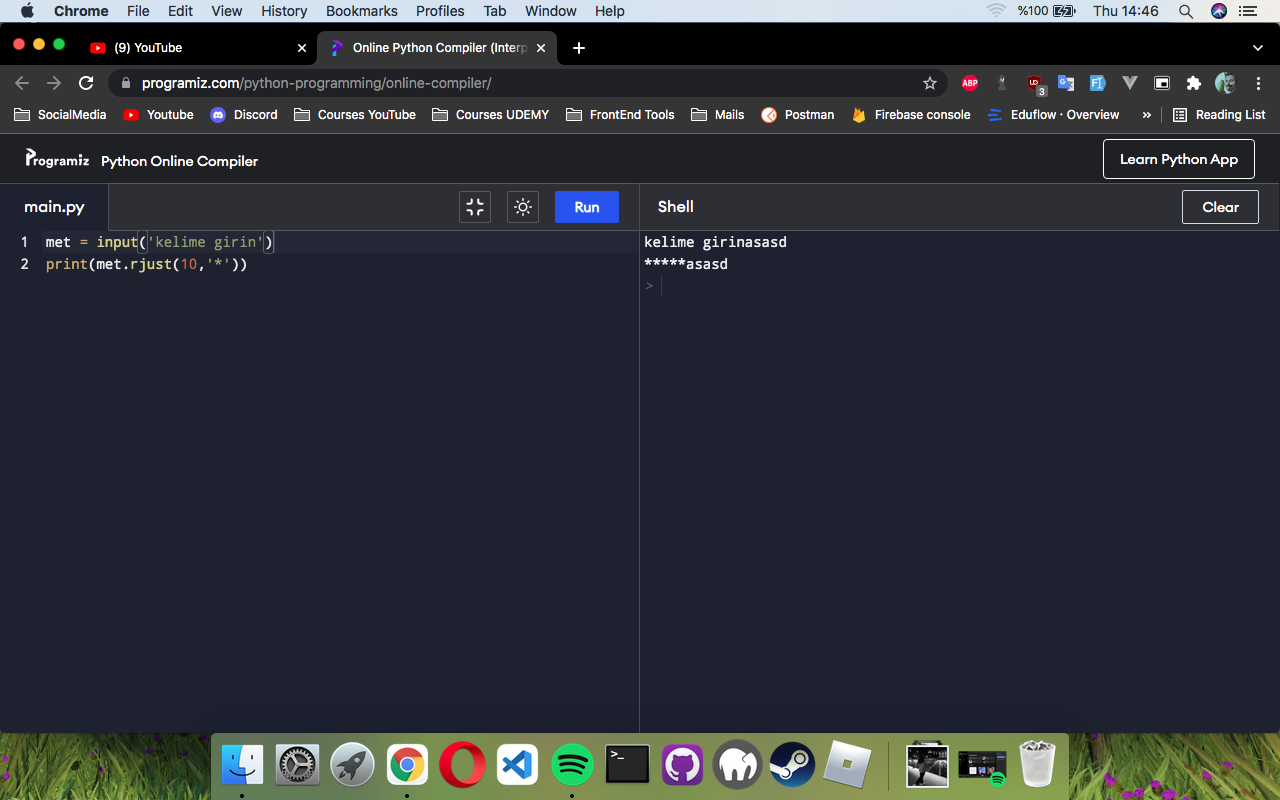 Chrome File Edit View History Bookmarks Profiles Tab Window Help %100 Thu 14:46
(9) YouTube Online Python Compiler (Interp
programiz.com/python-programming/online-compiler/ ABP UD 3
SocialMedia Youtube Discord Courses YouTube Courses UDEMY FrontEnd Tools Mails Postman Firebase console Eduflow · Overview » Reading List
Programiz Python Online Compiler Learn Python App
main.py Run Shell Clear
1 met = input('kelime girin')
2 print(met.rjust(10,'*'))
kelime girinasasd
*****asasd
>